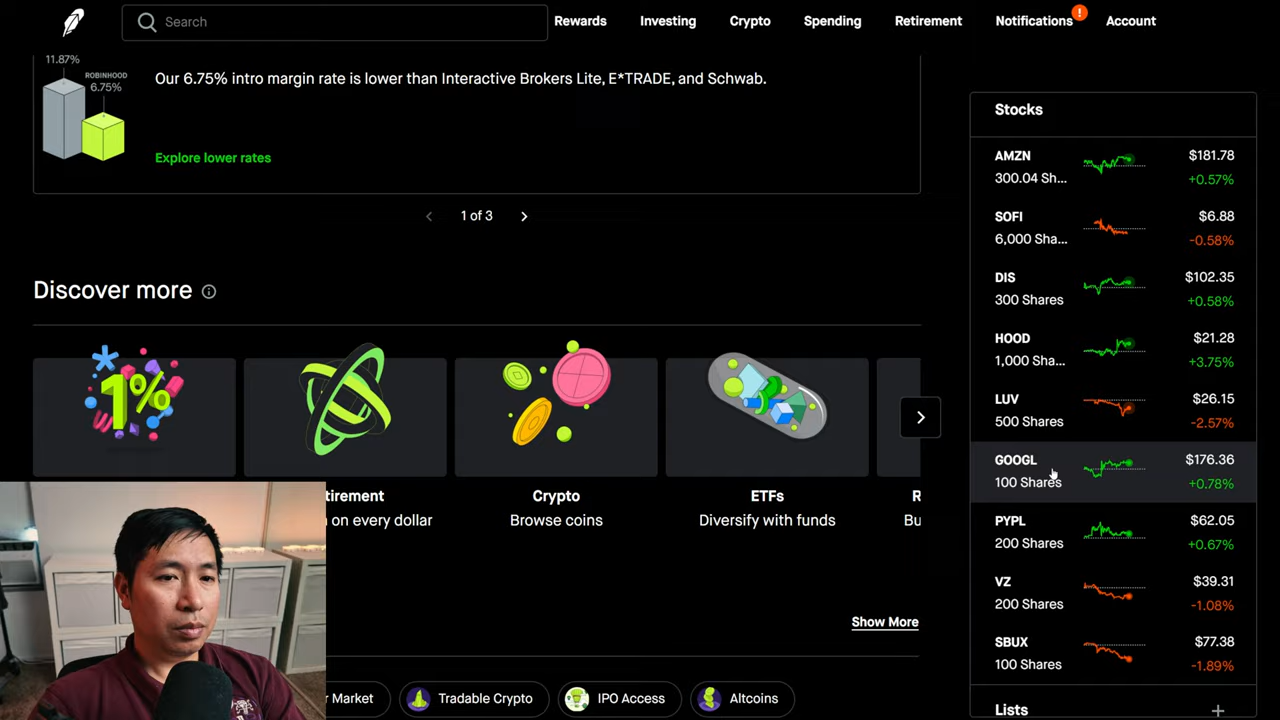 Search
Rewards
Investing
Crypto
Spending
Retirement
Notifications
!
Account
11.87%
ROBINHOOD
6.75%
Our 6.75% intro margin rate is lower than Interactive Brokers Lite, E*TRADE, and Schwab.
Explore lower rates
1 of 3
Discover more
1%
tirement
n on every dollar
Crypto
Browse coins
ETFs
Diversify with funds
R
Bu
Show More
r Market
Tradable Crypto
IPO Access
Altcoins
Stocks
AMZN
$181.78
300.04 Sh...
+0.57%
SOFI
$6.88
6,000 Sha...
-0.58%
DIS
$102.35
300 Shares
+0.58%
HOOD
$21.28
1,000 Sha...
+3.75%
LUV
$26.15
500 Shares
-2.57%
GOOGL
$176.36
100 Shares
+0.78%
PYPL
$62.05
200 Shares
+0.67%
VZ
$39.31
200 Shares
-1.08%
SBUX
$77.38
100 Shares
-1.89%
Lists